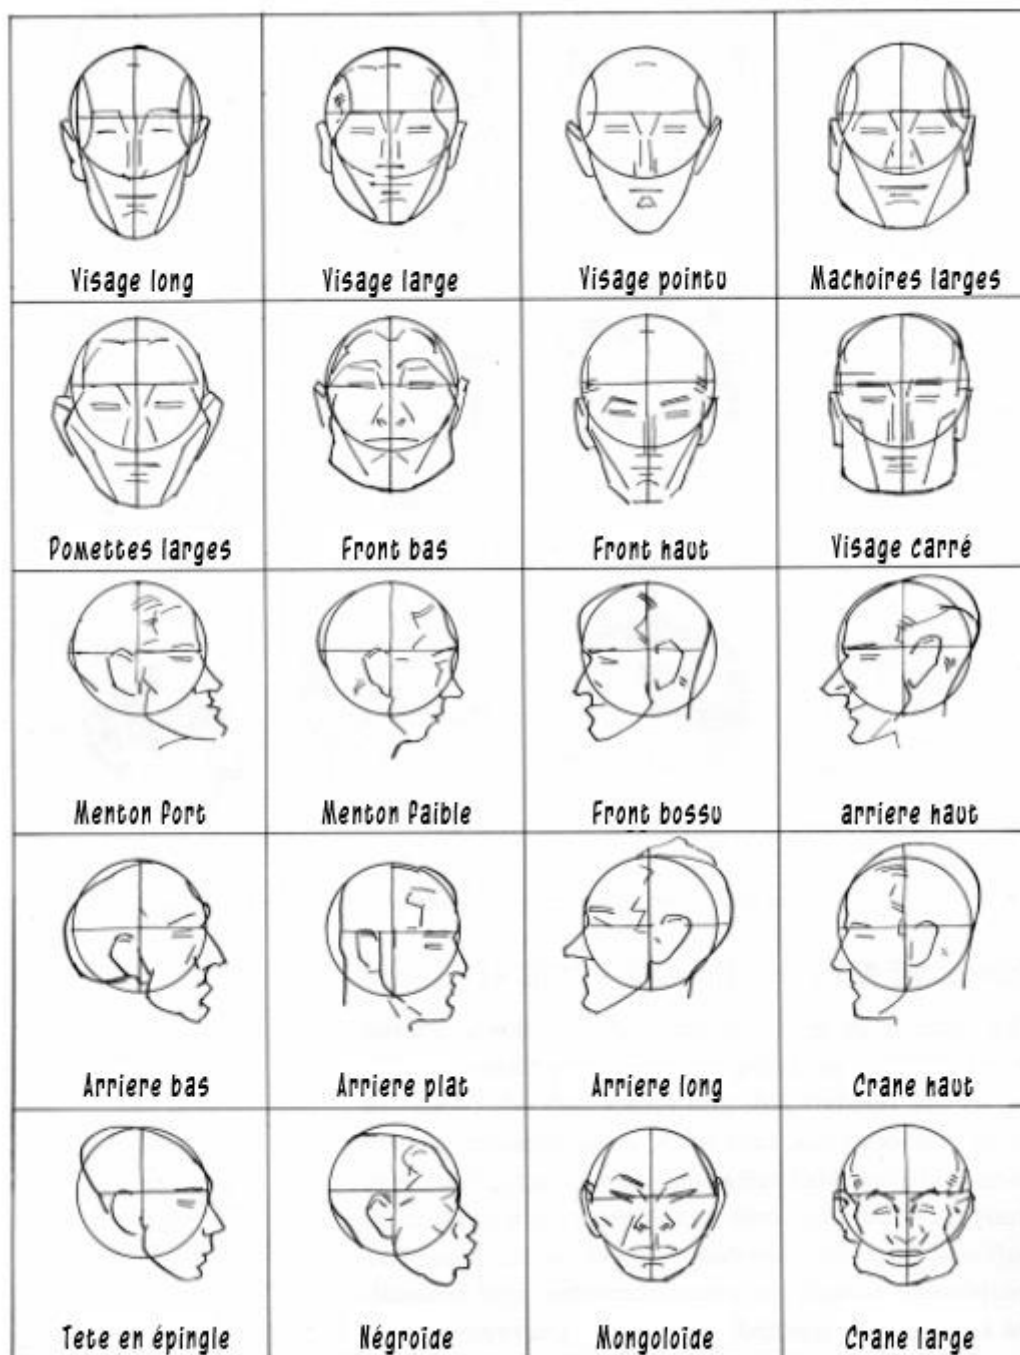 Visage long
Visage large
Visage pointu
Machoires larges
Pomettes larges
Front bas
Front haut
Visage carré
Menton fort
Menton faible
Front bossu
arriere haut
Arriere bas
Arriere plat
Arriere long
Crane haut
Tete en épingle
Négroïde
Mongoloïde
Crane large